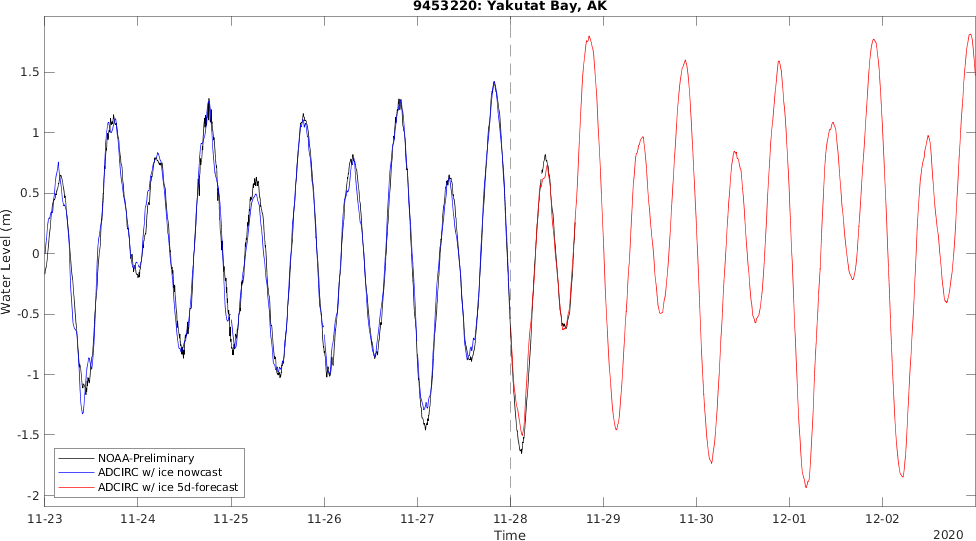 9453220: Yakutat Bay, AK
Water Level (m)
1.5
1
0.5
0
-0.5
-1
-1.5
-2
NOAA-Preliminary
ADCIRC w/ ice nowcast
ADCIRC w/ ice 5d-forecast
11-23 11-24 11-25 11-26 11-27 11-28 11-29 11-30 12-01 12-02
Time
2020